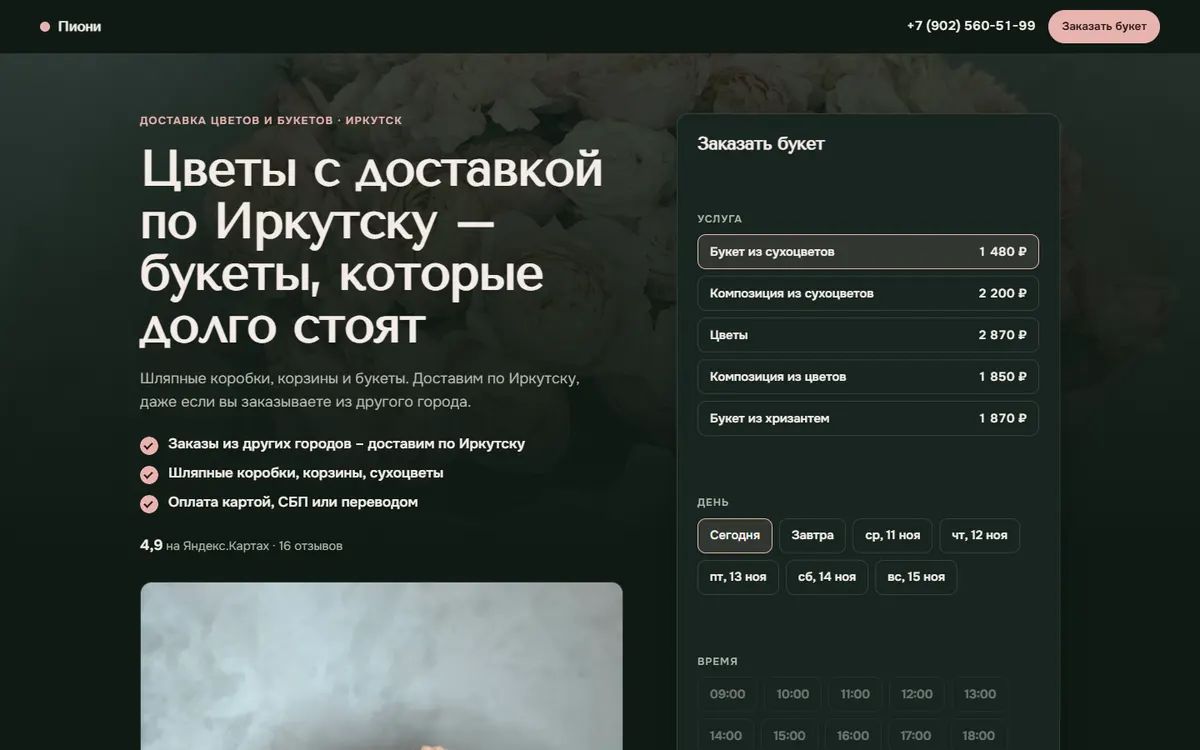 Пиони
+7 (902) 560-51-99
Заказать букет
ДОСТАВКА ЦВЕТОВ И БУКЕТОВ · ИРКУТСК
Цветы с доставкой
по Иркутску —
букеты, которые
долго стоят
Шляпные коробки, корзины и букеты. Доставим по Иркутску,
даже если вы заказываете из другого города.
Заказы из других городов – доставим по Иркутску
Шляпные коробки, корзины, сухоцветы
Оплата картой, СБП или переводом
4,9 на Яндекс.Картах · 16 отзывов
Заказать букет
УСЛУГА
Букет из сухоцветов 1 480 ₽
Композиция из сухоцветов 2 200 ₽
Цветы 2 870 ₽
Композиция из цветов 1 850 ₽
Букет из хризантем 1 870 ₽
ДЕНЬ
Сегодня Завтра ср, 11 ноя чт, 12 ноя
пт, 13 ноя сб, 14 ноя вс, 15 ноя
ВРЕМЯ
09:00 10:00 11:00 12:00 13:00
14:00 15:00 16:00 17:00 18:00